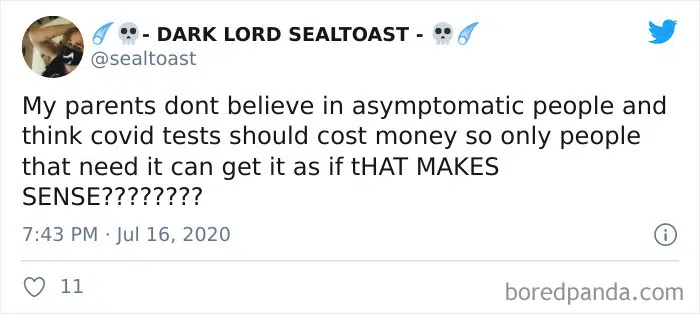 ☄️💀- DARK LORD SEALTOAST - 💀☄️
@sealtoast
My parents dont believe in asymptomatic people and
think covid tests should cost money so only people
that need it can get it as if tHAT MAKES
SENSE????????
7:43 PM · Jul 16, 2020
11
boredpanda.com